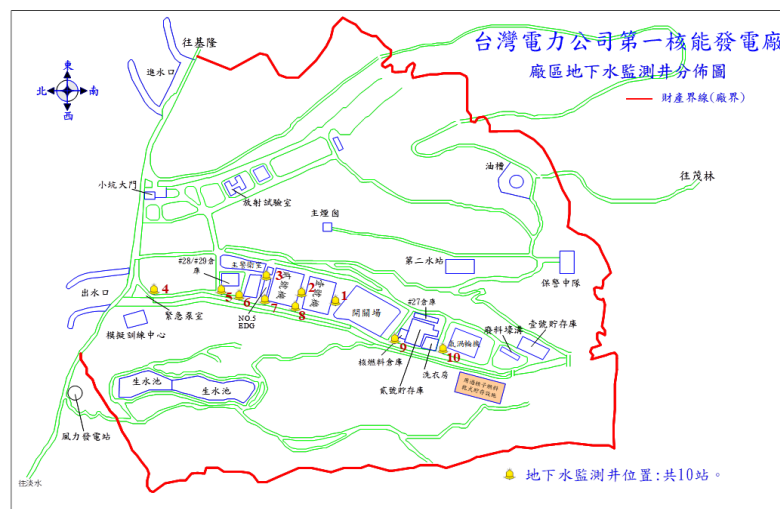 台灣電力公司第一核能發電廠
廠區地下水監測井分佈圖
財產界線(廠界)
往基隆
進水口
東
北
南
西
小坑大門
放射試驗室
主煙囪
油槽
往茂林
第二水站
保警中隊
#28/#29倉
庫
主警衛室
出水口
4
5
6
3
7
2
8
1
緊急泵室
NO.5
EDG
模擬訓練中心
開關場
#27倉庫
氣渦輪機
廢料壕溝
壹號貯存庫
9
10
核燃料倉庫
洗衣房
貳號貯存庫
生水池
生水池
風力發電站
往淡水
地下水監測井位置:共10站。